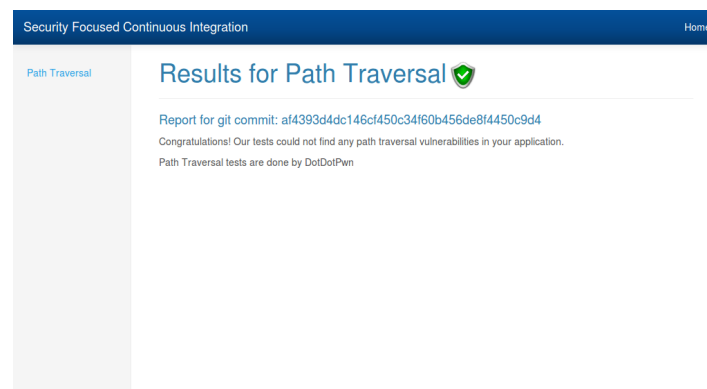 Security Focused Continuous Integration
Home
Path Traversal
Results for Path Traversal
Report for git commit: af4393d4dc146cf450c34f60b456de8f4450c9d4
Congratulations! Our tests could not find any path traversal vulnerabilities in your application.
Path Traversal tests are done by DotDotPwn